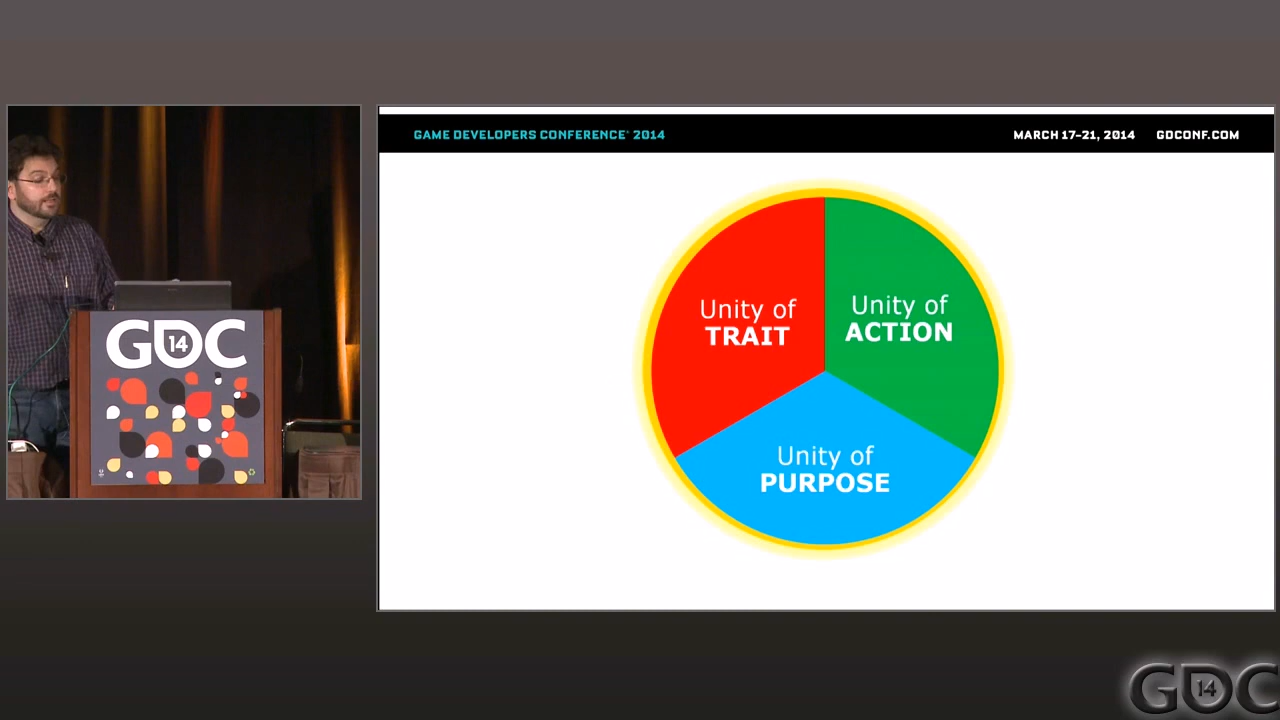 GAME DEVELOPERS CONFERENCE® 2014
MARCH 17–21, 2014 GDCONF.COM
Unity of
TRAIT
Unity of
ACTION
Unity of
PURPOSE
GDC
14
GDC
14